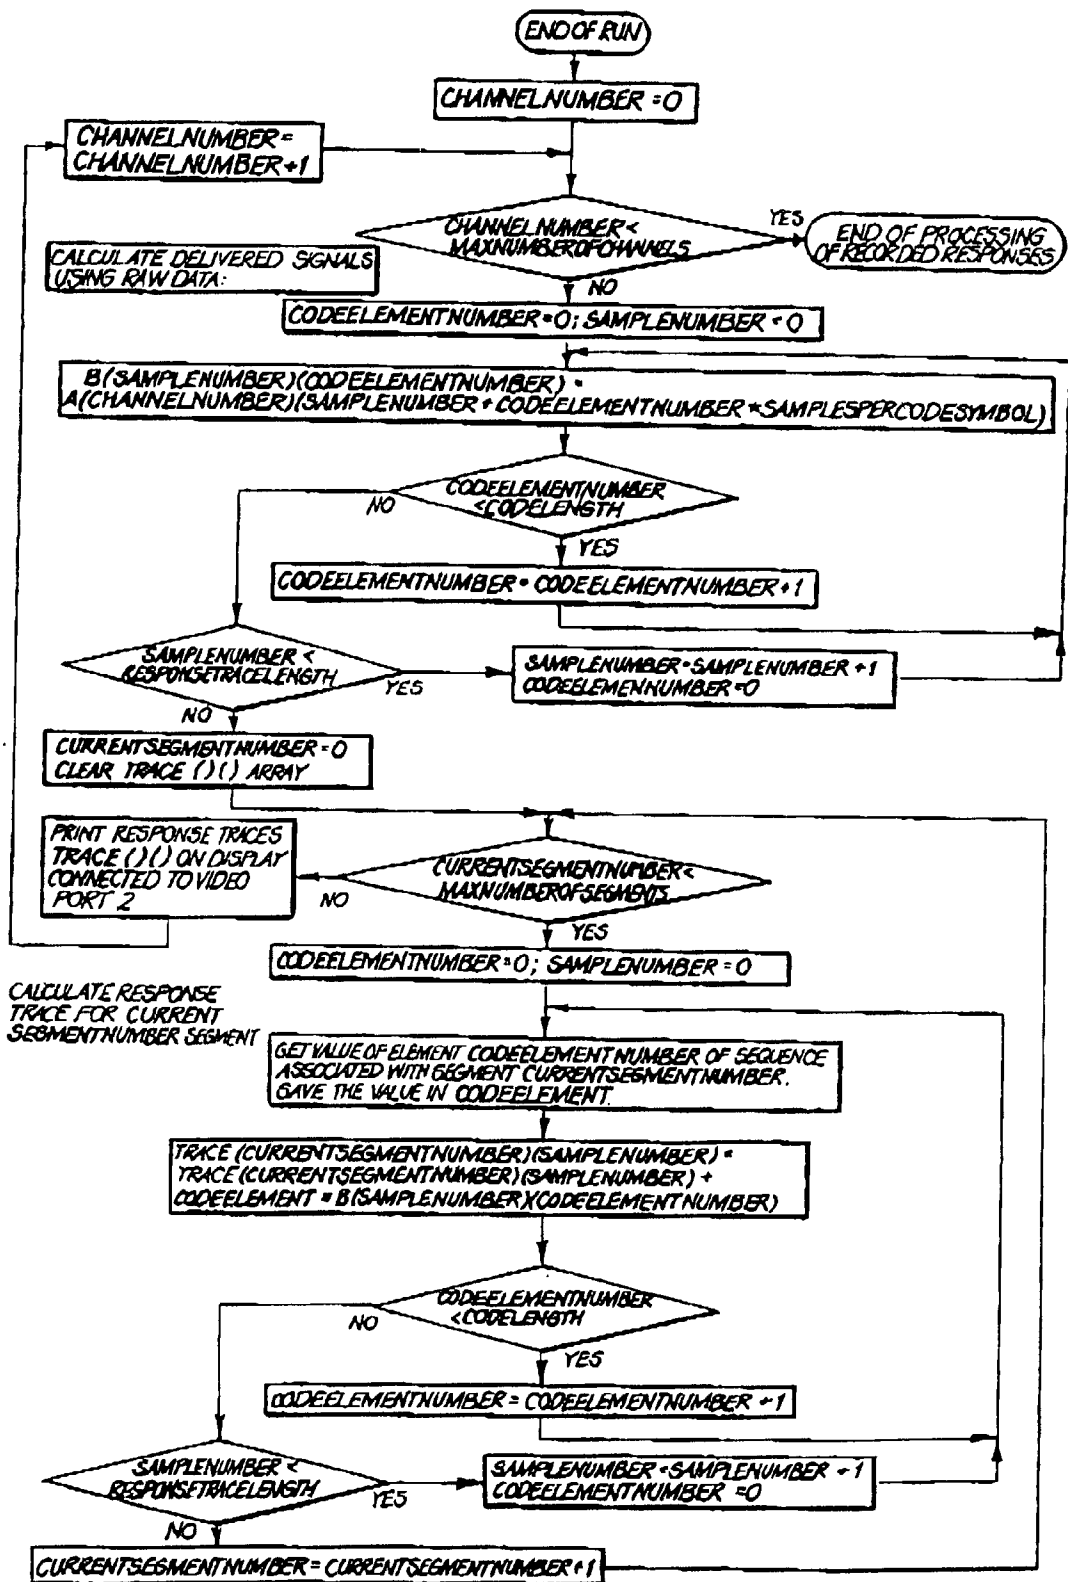 END OF RUN
CHANNELNUMBER = 0
CHANNELNUMBER =
CHANNELNUMBER +1
CHANNELNUMBER <
MAXNUMBEROFCHANNELS
YES
END OF PROCESSING
OF RECORDED RESPONSES
CALCULATE DELIVERED SIGNALS
USING RAW DATA:
NO
CODEELEMENTNUMBER=0; SAMPLENUMBER = 0
B(SAMPLENUMBER)(CODEELEMENTNUMBER) =
A(CHANNELNUMBER)(SAMPLENUMBER + CODEELEMENTNUMBER *SAMPLESPERCODESYMBOL)
CODEELEMENTNUMBER
<CODELENGTH
NO
YES
CODEELEMENTNUMBER = CODEELEMENTNUMBER +1
SAMPLENUMBER <
RESPONSETRACELENGTH
YES
SAMPLENUMBER=SAMPLENUMBER +1
CODEELEMENNUMBER=0
NO
CURRENTSEGMENTNUMBER=0
CLEAR TRACE ()() ARRAY
PRINT RESPONSE TRACES
TRACE ()() ON DISPLAY
CONNECTED TO VIDEO
PORT 2
CURRENTSEGMENTNUMBER<
MAXNUMBEROFSEGMENTS
NO
YES
CODEELEMENTNUMBER=0; SAMPLENUMBER = 0
CALCULATE RESPONSE
TRACE FOR CURRENT
SEGMENTNUMBER SEGMENT
GET VALUE OF ELEMENT CODEELEMENTNUMBER OF SEQUENCE
ASSOCIATED WITH SEGMENT CURRENTSEGMENTNUMBER.
SAVE THE VALUE IN CODEELEMENT.
TRACE (CURRENTSEGMENTNUMBER)(SAMPLENUMBER) =
TRACE (CURRENTSEGMENTNUMBER)(SAMPLENUMBER) +
CODEELEMENT * B(SAMPLENUMBER)(CODEELEMENTNUMBER)
CODEELEMENTNUMBER
<CODELENGTH
NO
YES
CODEELEMENTNUMBER = CODEELEMENTNUMBER +1
SAMPLENUMBER <
RESPONSETRACELENGTH
YES
SAMPLENUMBER=SAMPLENUMBER +1
CODEELEMENTNUMBER =0
NO
CURRENTSEGMENTNUMBER = CURRENTSEGMENTNUMBER+1